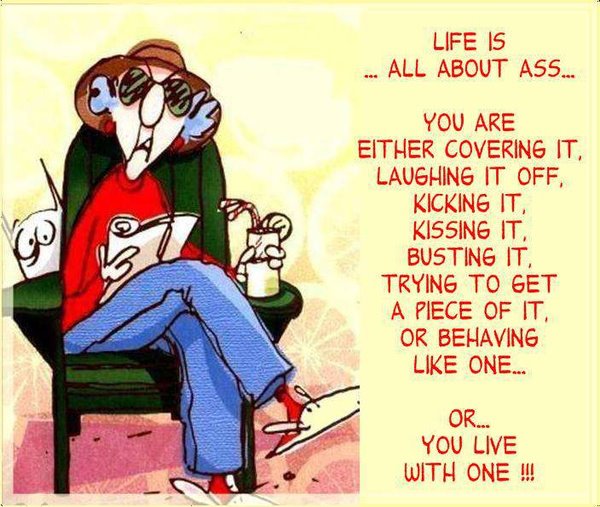 LIFE IS
... ALL ABOUT ASS...
YOU ARE
EITHER COVERING IT,
LAUGHING IT OFF,
KICKING IT,
KISSING IT,
BUSTING IT,
TRYING TO GET
A PIECE OF IT,
OR BEHAVING
LIKE ONE...
OR...
YOU LIVE
WITH ONE !!!